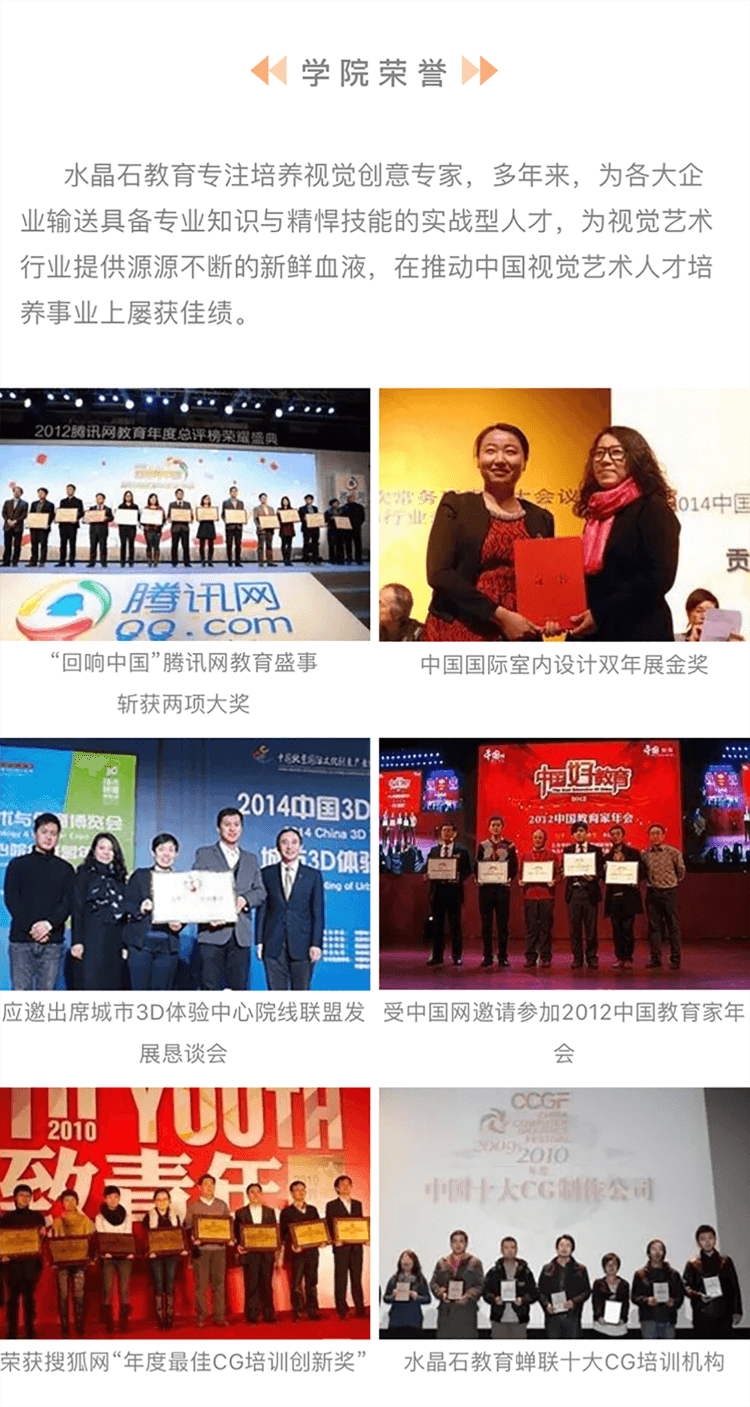 学院荣誉
水晶石教育专注培养视觉创意专家，多年来，为各大企
业输送具备专业知识与精悍技能的实战型人才，为视觉艺术
行业提供源源不断的新鲜血液，在推动中国视觉艺术人才培
养事业上屡获佳绩。
2012腾讯网教育年度总评榜荣耀盛典
腾讯网
QQ.com
2014中国
贡
“回响中国”腾讯网教育盛事
斩获两项大奖
中国国际室内设计双年展金奖
2014中国3D
2014 China 3D
中国好教育
2012
2012中国教育家年会
应邀出席城市3D体验中心院线联盟发
展恳谈会
受中国网邀请参加2012中国教育家年
会
YOUTH
2010
致青年
CCGF
CHINA
COMPUTER
GRAPHICS
FESTIVAL
2009-2010
年度
中国十大CG制作公司
荣获搜狐网“年度最佳CG培训创新奖”
水晶石教育蝉联十大CG培训机构